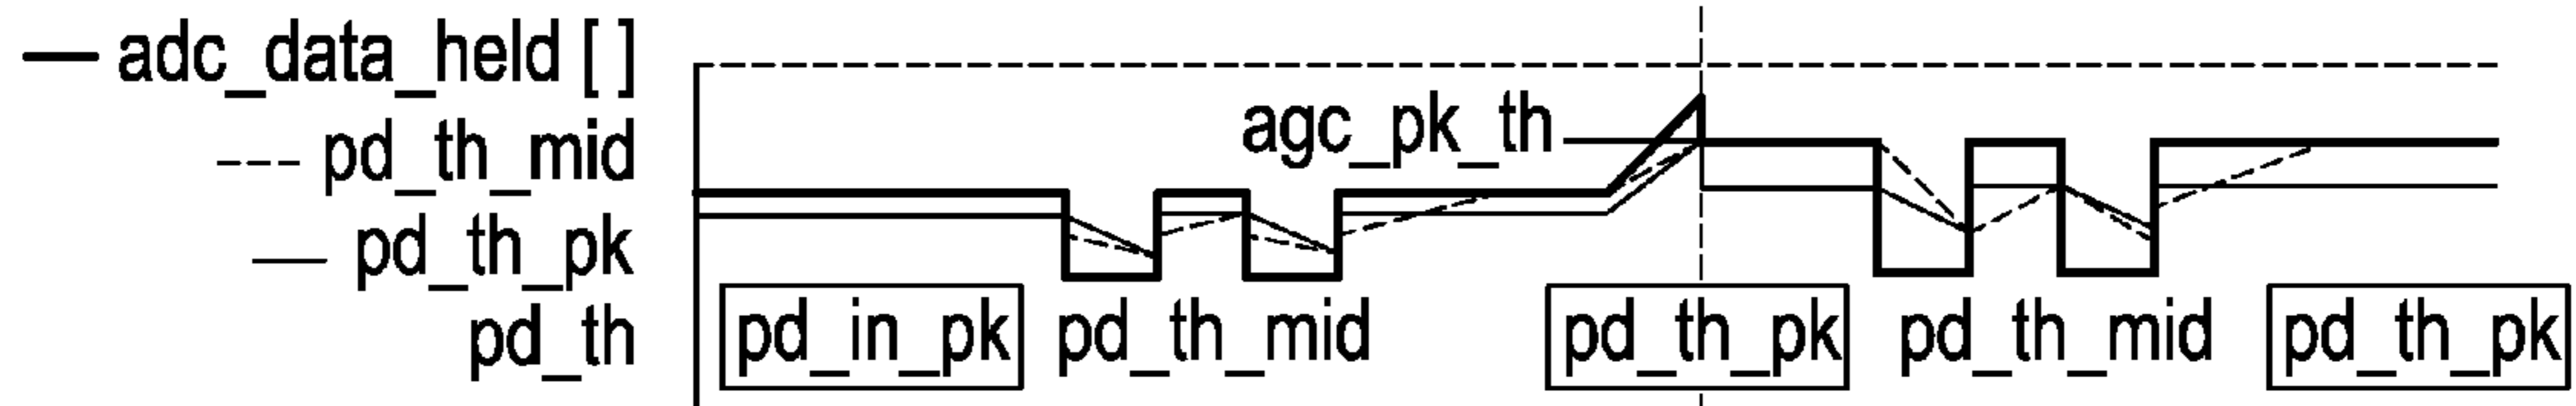 adc_data_held [ ]
agc_pk_th
pd_th_mid
pd_th_pk
pd_th
pd_in_pk pd_th_mid pd_th_pk pd_th_mid pd_th_pk